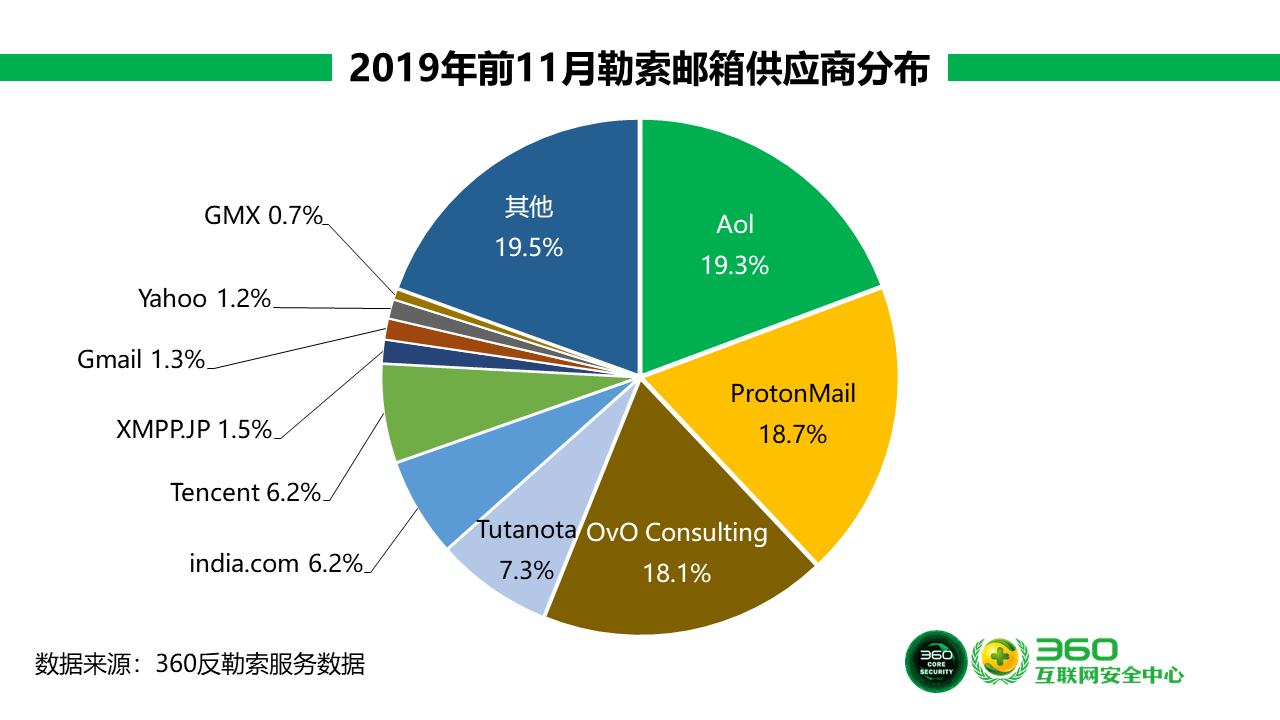 2019年前11月勒索邮箱供应商分布
其他
19.5%
Aol
19.3%
GMX 0.7%
Yahoo 1.2%
Gmail 1.3%
XMPP.JP 1.5%
Tencent 6.2%
india.com 6.2%
ProtonMail
18.7%
Tutanota
7.3%
OvO Consulting
18.1%
数据来源：360反勒索服务数据
360
CORE
SECURITY
360
互联网安全中心